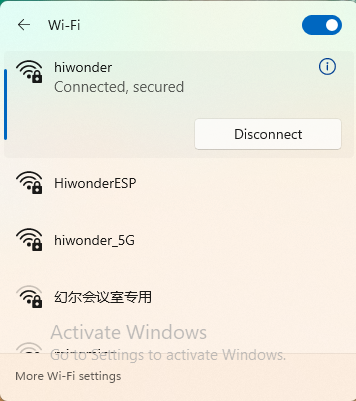 Wi-Fi
hiwonder
Connected, secured
Disconnect
HiwonderESP
hiwonder_5G
幻尔会议室专用
Activate Windows
Go to Settings to activate Windows.
More Wi-Fi settings